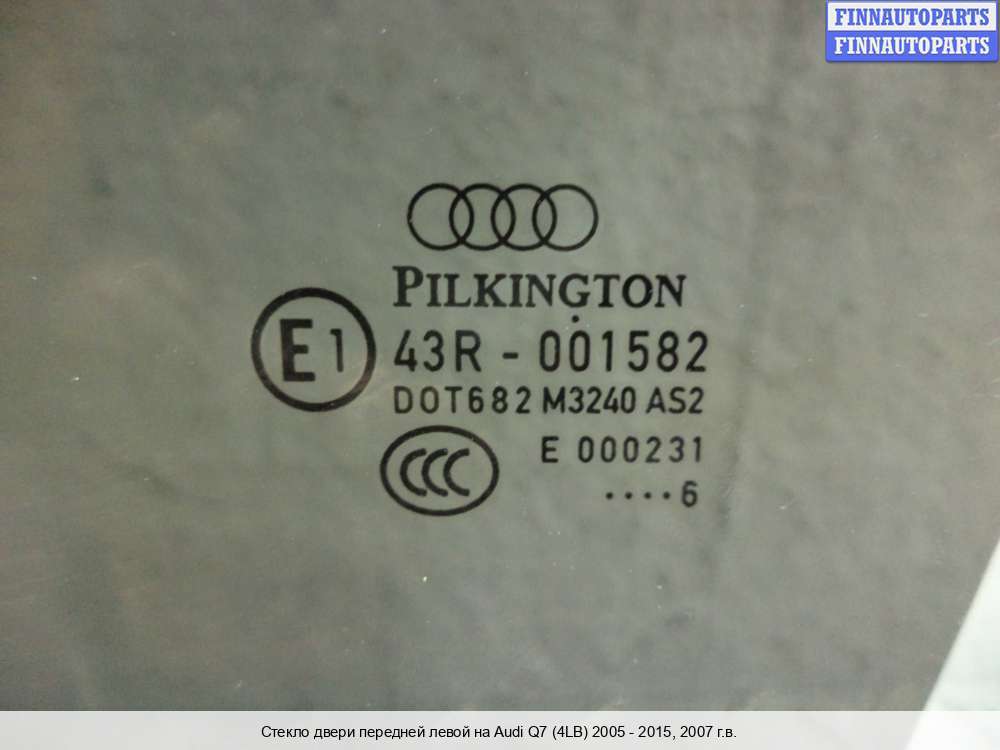 FINNAUTOPARTS
FINNAUTOPARTS
PILKINGTON
E1 43R - 001582
DOT682 M3240 AS2
CCC E 000231
····6
Стекло двери передней левой на Audi Q7 (4LB) 2005 - 2015, 2007 г.в.